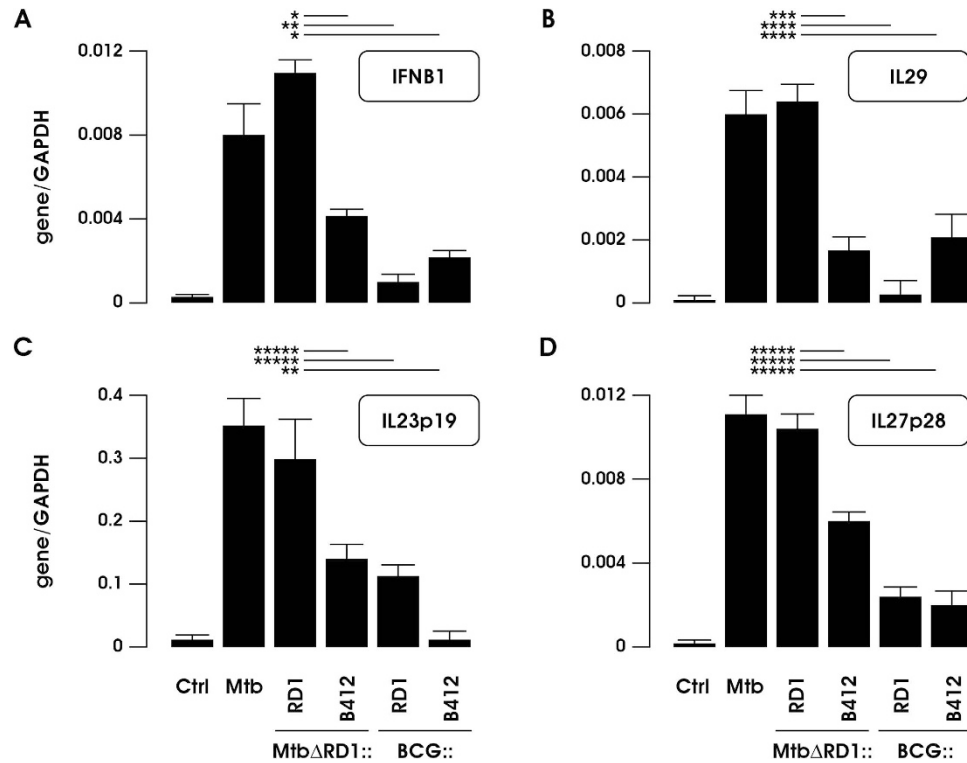 A
*
**
*
IFNB1
0.012
0.008
0.004
0
gene/GAPDH
B
***
****
****
IL29
0.008
0.006
0.004
0.002
0
C
*****
*****
**
IL23p19
0.4
0.3
0.2
0.1
0
gene/GAPDH
Ctrl Mtb RD1 B412 RD1 B412
MtbΔRD1:: BCG::
D
*****
*****
*****
IL27p28
0.012
0.008
0.004
0
Ctrl Mtb RD1 B412 RD1 B412
MtbΔRD1:: BCG::